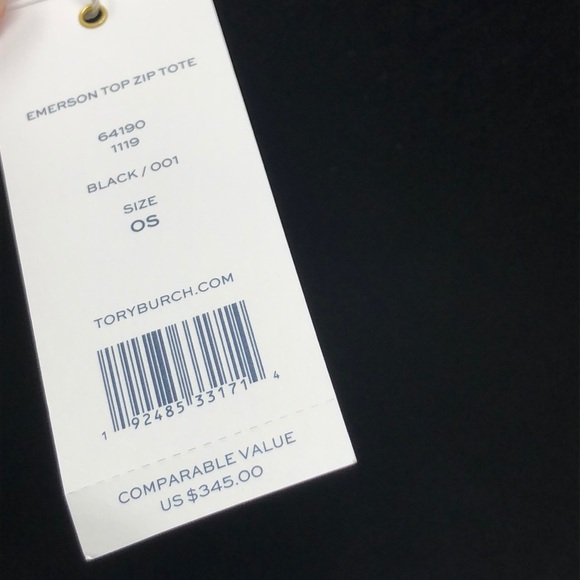 EMERSON TOP ZIP TOTE
64190
1119
BLACK / 001
SIZE
OS
TORYBURCH.COM
1 92485 33171 4
COMPARABLE VALUE
US $345.00